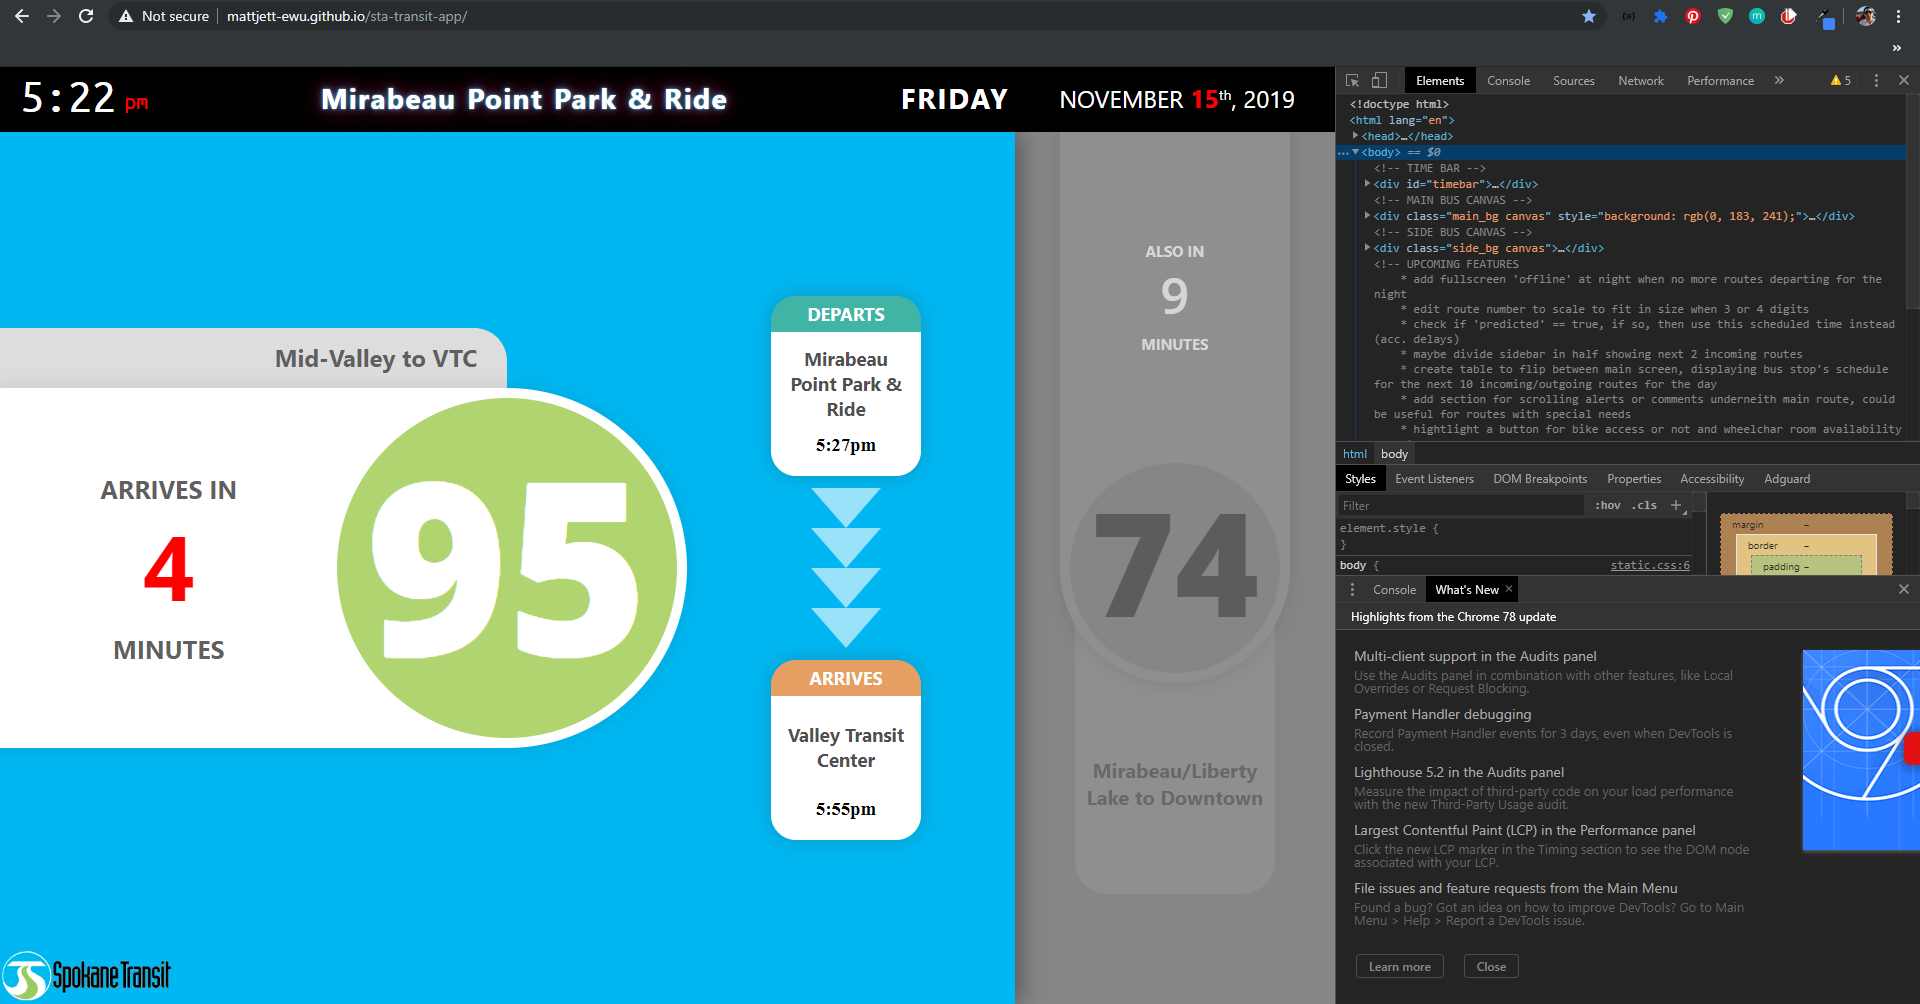 Not secure
mattjett-ewu.github.io/sta-transit-app/
»
5:22 pm
Mirabeau Point Park & Ride
FRIDAY
NOVEMBER 15th, 2019
Mid-Valley to VTC
ARRIVES IN
4
MINUTES
95
DEPARTS
Mirabeau
Point Park &
Ride
5:27pm
ARRIVES
Valley Transit
Center
5:55pm
Spokane Transit
ALSO IN
9
MINUTES
74
Mirabeau/Liberty
Lake to Downtown
Elements Console Sources Network Performance » 5
<!doctype html>
<html lang="en">
<head>…</head>
… <body> == $0
<!-- TIME BAR -->
<div id="timebar">…</div>
<!-- MAIN BUS CANVAS -->
<div class="main_bg canvas" style="background: rgb(0, 183, 241);">…</div>
<!-- SIDE BUS CANVAS -->
<div class="side_bg canvas">…</div>
<!-- UPCOMING FEATURES
* add fullscreen 'offline' at night when no more routes departing for the
night
* edit route number to scale to fit in size when 3 or 4 digits
* check if 'predicted' == true, if so, then use this scheduled time instead
(acc. delays)
* maybe divide sidebar in half showing next 2 incoming routes
* create table to flip between main screen, displaying bus stop's schedule
for the next 10 incoming/outgoing routes for the day
* add section for scrolling alerts or comments underneith main route, could
be useful for routes with special needs
* hightlight a button for bike access or not and wheelchar room availability
html body
Styles Event Listeners DOM Breakpoints Properties Accessibility Adguard
Filter
:hov .cls +
element.style {
}
body {
static.css:6
margin –
border –
padding –
Console What's New ×
Highlights from the Chrome 78 update
Multi-client support in the Audits panel
Use the Audits panel in combination with other features, like Local
Overrides or Request Blocking.
Payment Handler debugging
Record Payment Handler events for 3 days, even when DevTools is
closed.
Lighthouse 5.2 in the Audits panel
Measure the impact of third-party code on your load performance
with the new Third-Party Usage audit.
Largest Contentful Paint (LCP) in the Performance panel
Click the new LCP marker in the Timing section to see the DOM node
associated with your LCP.
File issues and feature requests from the Main Menu
Found a bug? Got an idea on how to improve DevTools? Go to Main
Menu > Help > Report a DevTools issue.
Learn more
Close